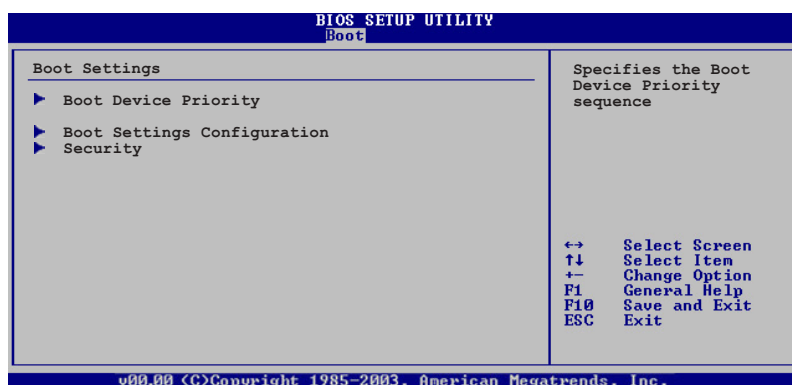 BIOS SETUP UTILITY
Boot
Boot Settings
Boot Device Priority
Boot Settings Configuration
Security
Specifies the Boot
Device Priority
sequence
←→ Select Screen
↑↓ Select Item
+- Change Option
F1 General Help
F10 Save and Exit
ESC Exit
v00.00 (C)Copyright 1985-2003, American Megatrends, Inc.